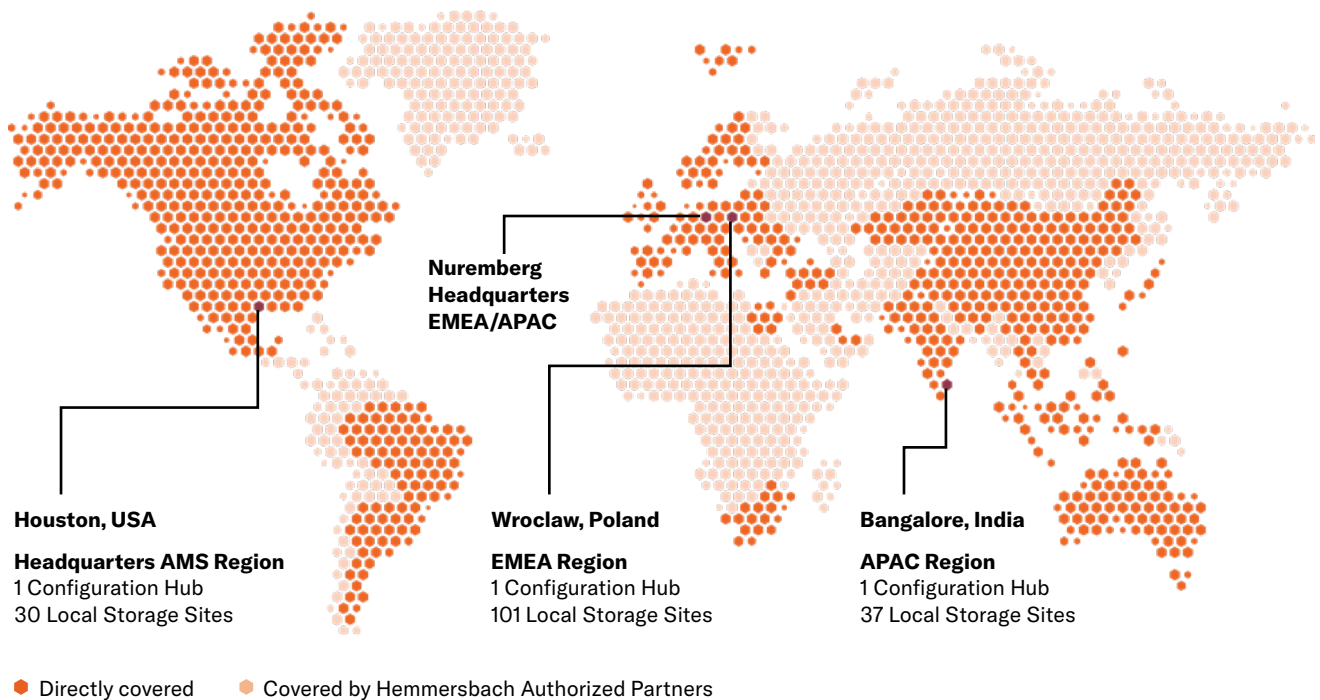 Nuremberg
Headquarters
EMEA/APAC
Houston, USA
Headquarters AMS Region
1 Configuration Hub
30 Local Storage Sites
Wroclaw, Poland
EMEA Region
1 Configuration Hub
101 Local Storage Sites
Bangalore, India
APAC Region
1 Configuration Hub
37 Local Storage Sites
Directly covered
Covered by Hemmersbach Authorized Partners